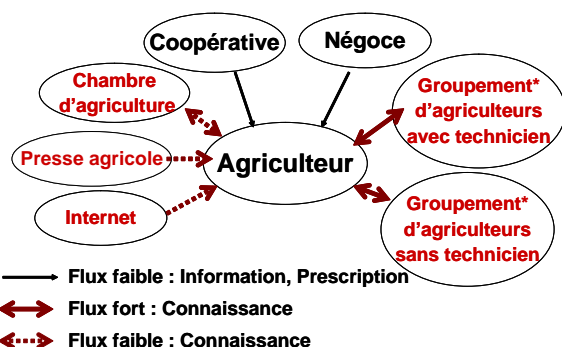 Coopérative
Négoce
Chambre
d'agriculture
Groupement*
d'agriculteurs
avec technicien
Presse agricole
Agriculteur
Internet
Groupement*
d'agriculteurs
sans technicien
Flux faible : Information, Prescription
Flux fort : Connaissance
Flux faible : Connaissance